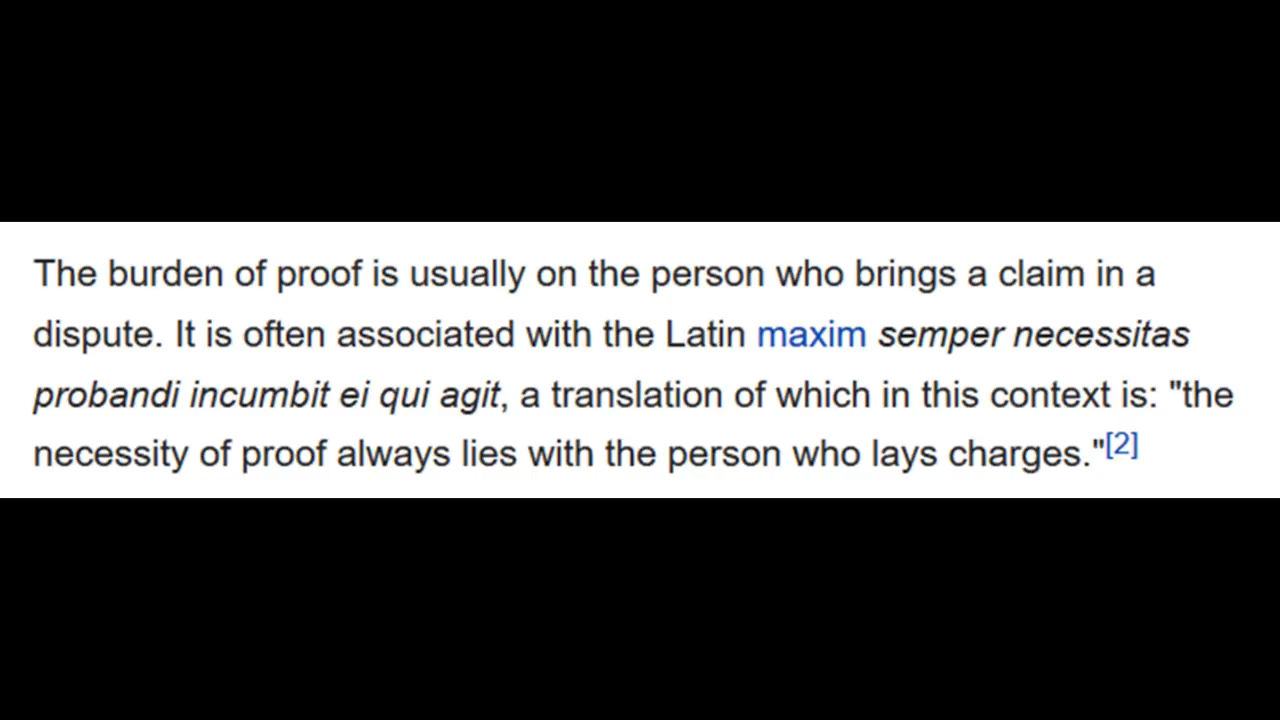 The burden of proof is usually on the person who brings a claim in a
dispute. It is often associated with the Latin maxim semper necessitas
probandi incumbit ei qui agit, a translation of which in this context is: "the
necessity of proof always lies with the person who lays charges."[2]